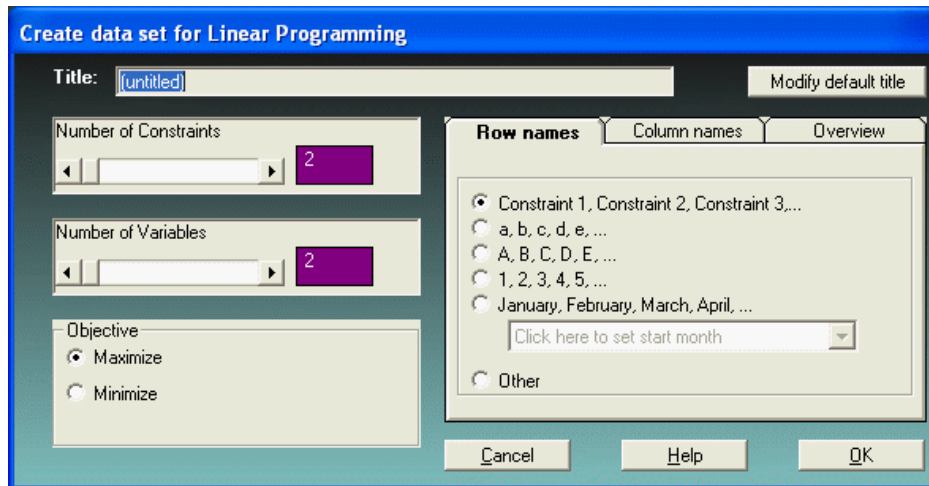 Create data set for Linear Programming
Title: (untitled)
Modify default title
Number of Constraints
2
Number of Variables
2
Objective
Maximize
Minimize
Row names
Column names
Overview
Constraint 1, Constraint 2, Constraint 3,...
a, b, c, d, e, ...
A, B, C, D, E, ...
1, 2, 3, 4, 5, ...
January, February, March, April, ...
Click here to set start month
Other
Cancel
Help
OK